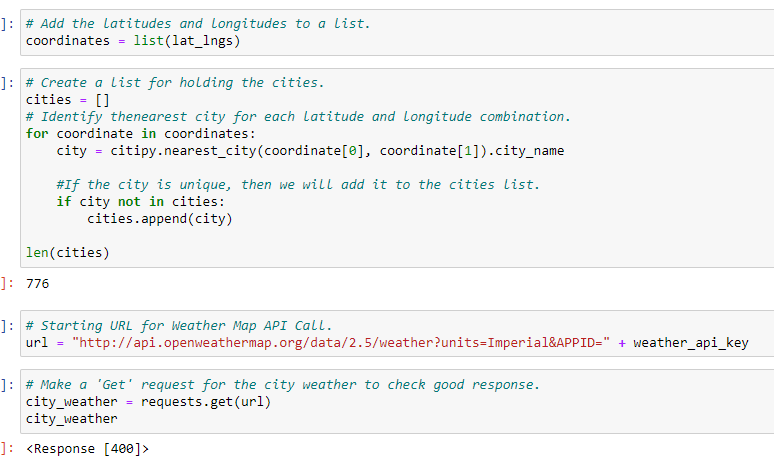 ]: # Add the latitudes and longitudes to a list.
coordinates = list(lat_lngs)
]: # Create a list for holding the cities.
cities = []
# Identify thenearest city for each latitude and longitude combination.
for coordinate in coordinates:
    city = citipy.nearest_city(coordinate[0], coordinate[1]).city_name
    #If the city is unique, then we will add it to the cities list.
    if city not in cities:
        cities.append(city)
len(cities)
]: 776
]: # Starting URL for Weather Map API Call.
url = "http://api.openweathermap.org/data/2.5/weather?units=Imperial&APPID=" + weather_api_key
]: # Make a 'Get' request for the city weather to check good response.
city_weather = requests.get(url)
city_weather
]: <Response [400]>